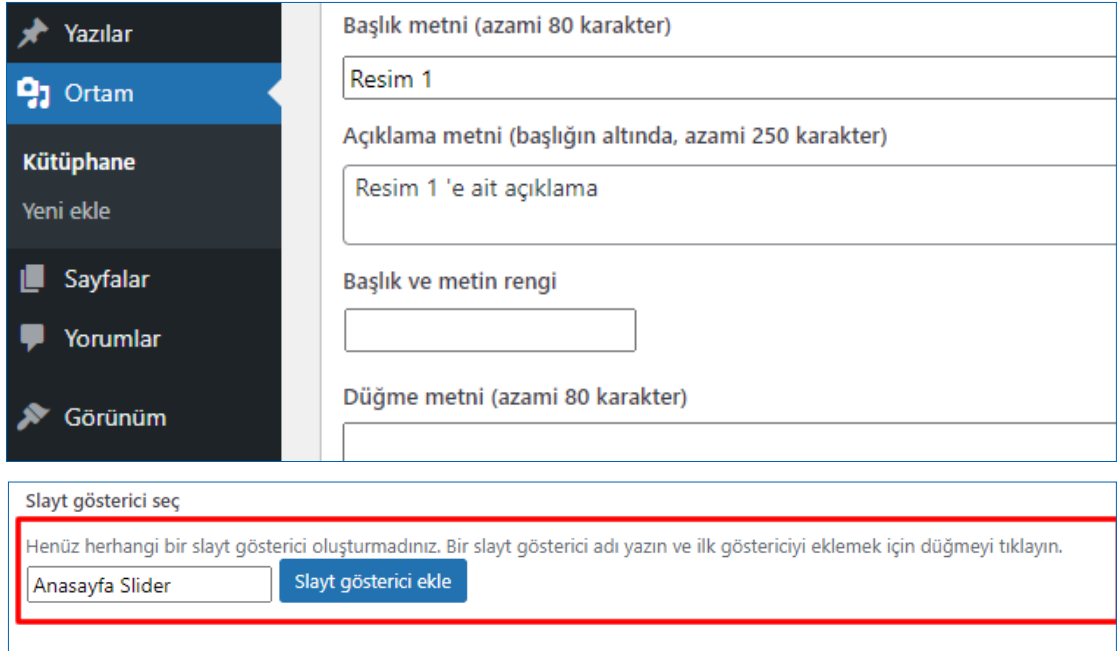 Yazılar
Ortam
Kütüphane
Yeni ekle
Sayfalar
Yorumlar
Görünüm
Başlık metni (azami 80 karakter)
Resim 1
Açıklama metni (başlığın altında, azami 250 karakter)
Resim 1 'e ait açıklama
Başlık ve metin rengi
Düğme metni (azami 80 karakter)
Slayt gösterici seç
Henüz herhangi bir slayt gösterici oluşturmadınız. Bir slayt gösterici adı yazın ve ilk göstericiyi eklemek için düğmeyi tıklayın.
Anasayfa Slider
Slayt gösterici ekle